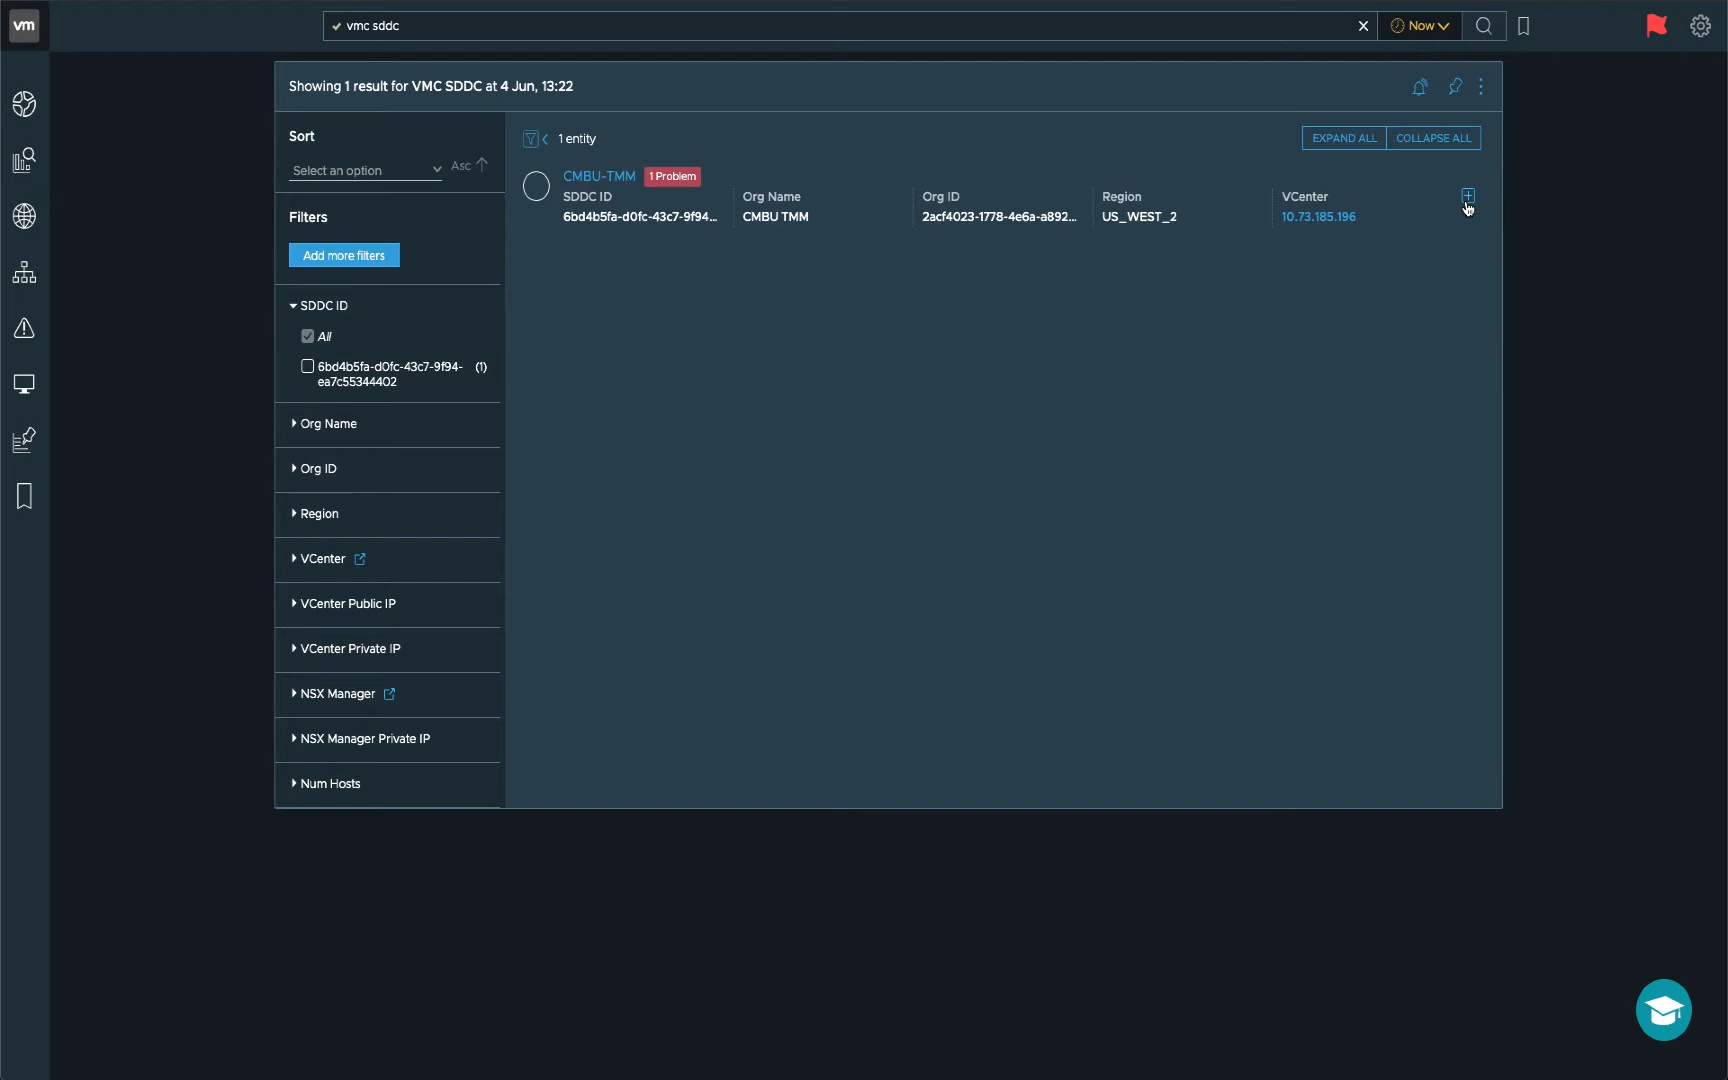 vm
vmc sddc
Now
Showing 1 result for VMC SDDC at 4 Jun, 13:22
Sort
Select an option
Asc
Filters
Add more filters
SDDC ID
All
6bd4b5fa-d0fc-43c7-9f94- (1)
ea7c55344402
Org Name
Org ID
Region
VCenter
VCenter Public IP
VCenter Private IP
NSX Manager
NSX Manager Private IP
Num Hosts
1 entity
EXPAND ALL COLLAPSE ALL
CMBU-TMM 1 Problem
SDDC ID Org Name Org ID Region VCenter
6bd4b5fa-d0fc-43c7-9f94... CMBU TMM 2acf4023-1778-4e6a-a892... US_WEST_2 10.73.185.196